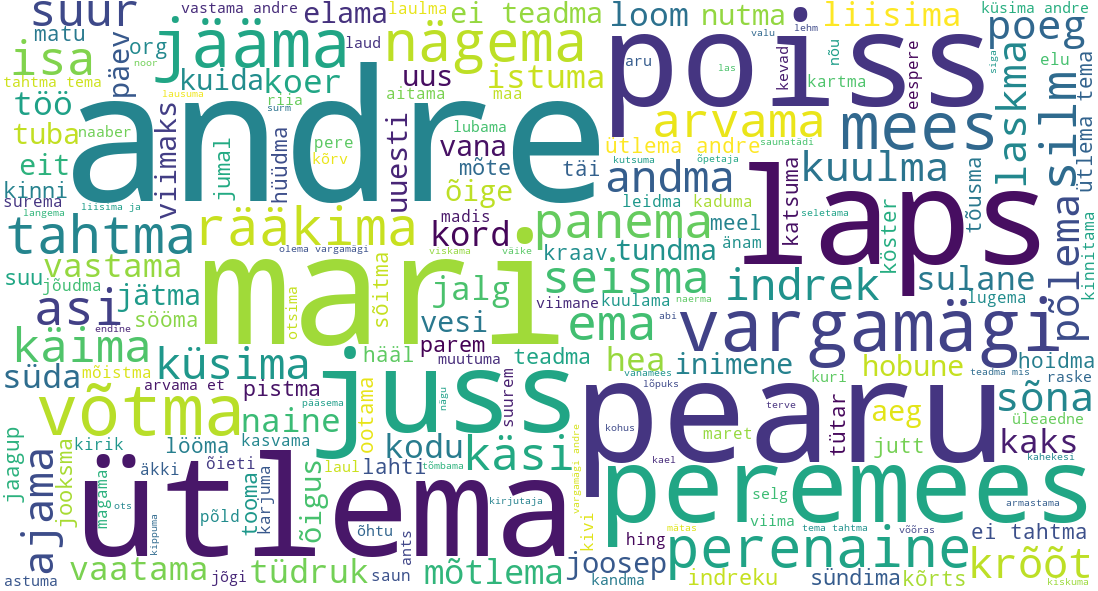 suur
vastama andre
elama
laulma
ei teadma
loom
nutma
liisima
küsima andre
poeg
matu
org
jääma
laud
nägema
valu
lehm
poiss
isa
päev
kuida
koer
uus
istuma
aru
las
kevad
nõu
kartma
eespere
siga
elu
tahtma tema
noor
lausuma
riia
surm
aitama
maa
arvama
mees
laskma
silm
ütlema tema
töö
tuba
naaber
andre
pere
kõrv
lubama
vana
ütlema andre
saunatädi
eit
viimaks
jumal
hüüdma
uuesti
mõte
täi
kutsuma
õpetaja
andma
kuulma
kinni
surema
õige
leidma
kaduma
katsuma
laps
tõusma
langema
liisima ja
rääkima
madis
kord
panema
meel
seletama
köster
põlema
kinnitama
tahtma
olema vargamägi
viskama
väike
kraav
tundma
änam
suu
vastama
jõudma
mari
otsima
sõitma
jalg
seisma
indrek
sulane
asi
jätma
viimane
kuulama
naerma
lugema
endine
sööma
vesi
ema
abi
vargamägi
käima
küsima
hääl
parem
muutuma
teadma
hea
vanamees
inimene
hobune
hoidma
süda
mõistma
arvama et
pistma
juss
nägu
suurem
lõpuks
pearu
kuri
teadma mis
raske
võtma
pääsema
naine
ootama
terve
tütar
aeg
sõna
kohus
maret
üleaedne
jaagup
kirik
lööma
kasvama
kodu
käsi
jutt
kaks
kahekesi
jooksma
äkki
õieti
laul
lahti
tõmbama
vargamägi andre
kael
ajama
magama
ots
ütlema
karjuma
tooma
õigus
kirjutaja
peremees
selg
armastama
põld
kippuma
õhtu
ants
kivi
viima
matas
tema tahtma
võõras
ei tahtma
hing
perenaine
astuma
vaatama
jõgi
tüdruk
saun
mõtlema
joosep
kandma
indreku
sündima
kõrts
krõõt
kiskuma